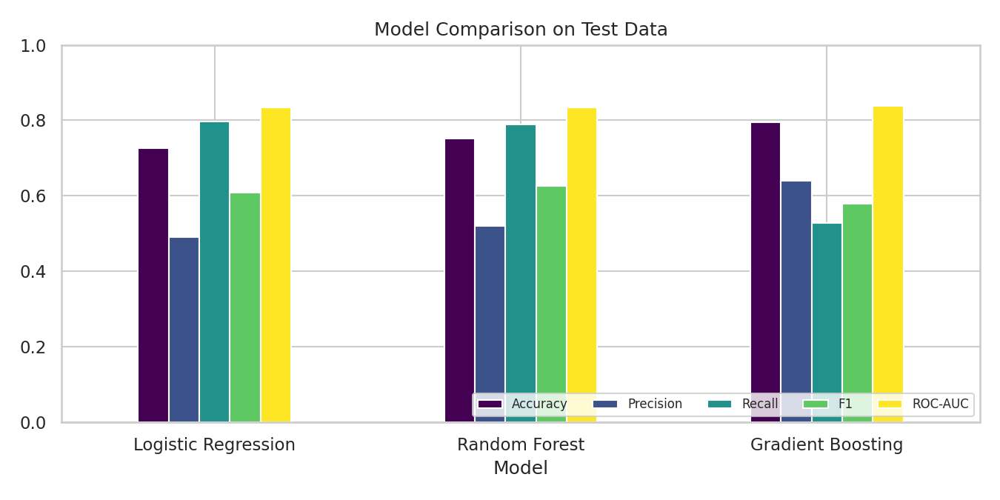 Model Comparison on Test Data
1.0
0.8
0.6
0.4
0.2
0.0
Accuracy Precision Recall F1 ROC-AUC
Logistic Regression Random Forest Gradient Boosting
Model